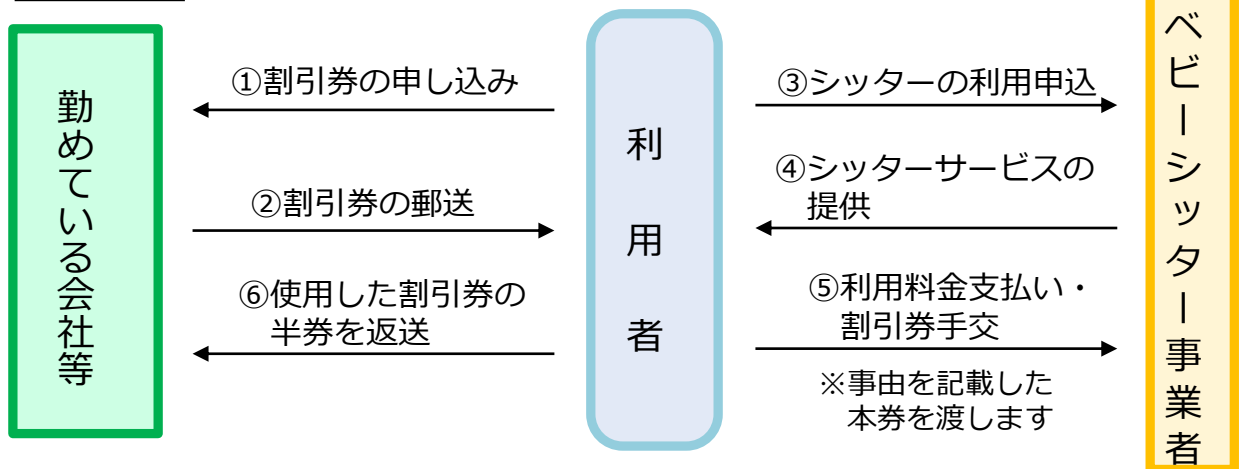 勤めている会社等
①割引券の申し込み
②割引券の郵送
⑥使用した割引券の
半券を返送
利用者
③シッターの利用申込
④シッターサービスの
提供
⑤利用料金支払い・
割引券手交
※事由を記載した
本券を渡します
ベビーシッター事業者